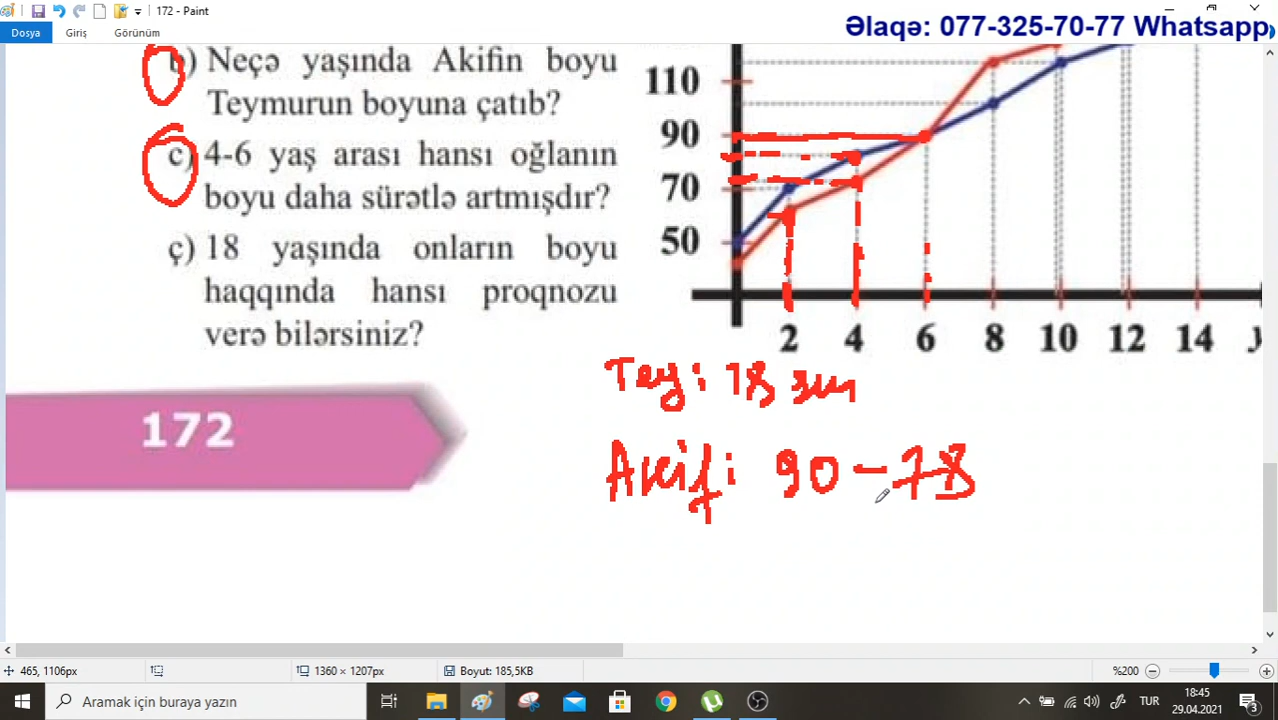 172 - Paint
Əlaqə: 077-325-70-77 Whatsapp
Dosya Giriş Görünüm
b) Neçə yaşında Akifin boyu
Teymurun boyuna çatıb?
c) 4-6 yaş arası hansı oğlanın
boyu daha sürətlə artmışdır?
ç) 18 yaşında onların boyu
haqqında hansı proqnozu
verə bilərsiniz?
172
110
90
70
50
2 4 6 8 10 12 14
Tey: 18 sm
Akif: 90-78
465, 1106px
1360 × 1207px
Boyut: 185,5KB
%200
Aramak için buraya yazın
TUR
18:45
29.04.2021
3